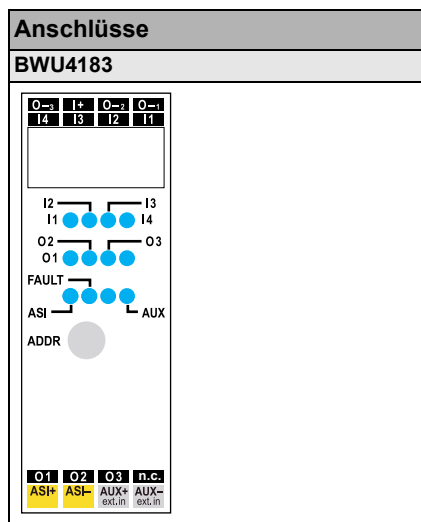 Anschlüsse
BWU4183
O–3 I+ O–2 O–1
I4 I3 I2 I1
I2 I3
I1 I4
O2 O3
O1
FAULT
ASI AUX
ADDR
O1 O2 O3 n.c.
ASI+ ASI– AUX+ AUX–
ext.in ext.in